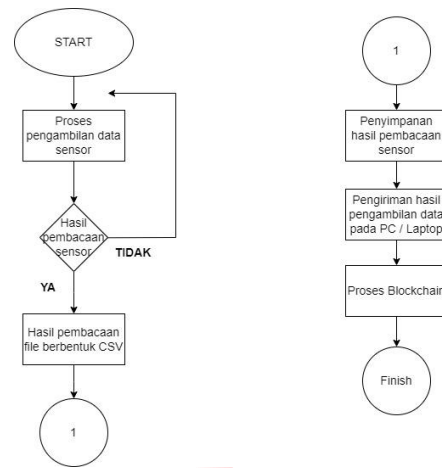 START
Proses
pengambilan data
sensor
Hasil
pembacaan
sensor
TIDAK
YA
Hasil pembacaan
file berbentuk CSV
1
1
Penyimpanan
hasil pembacaan
sensor
Pengiriman hasil
pengambilan data
pada PC / Laptop
Proses Blockchain
Finish